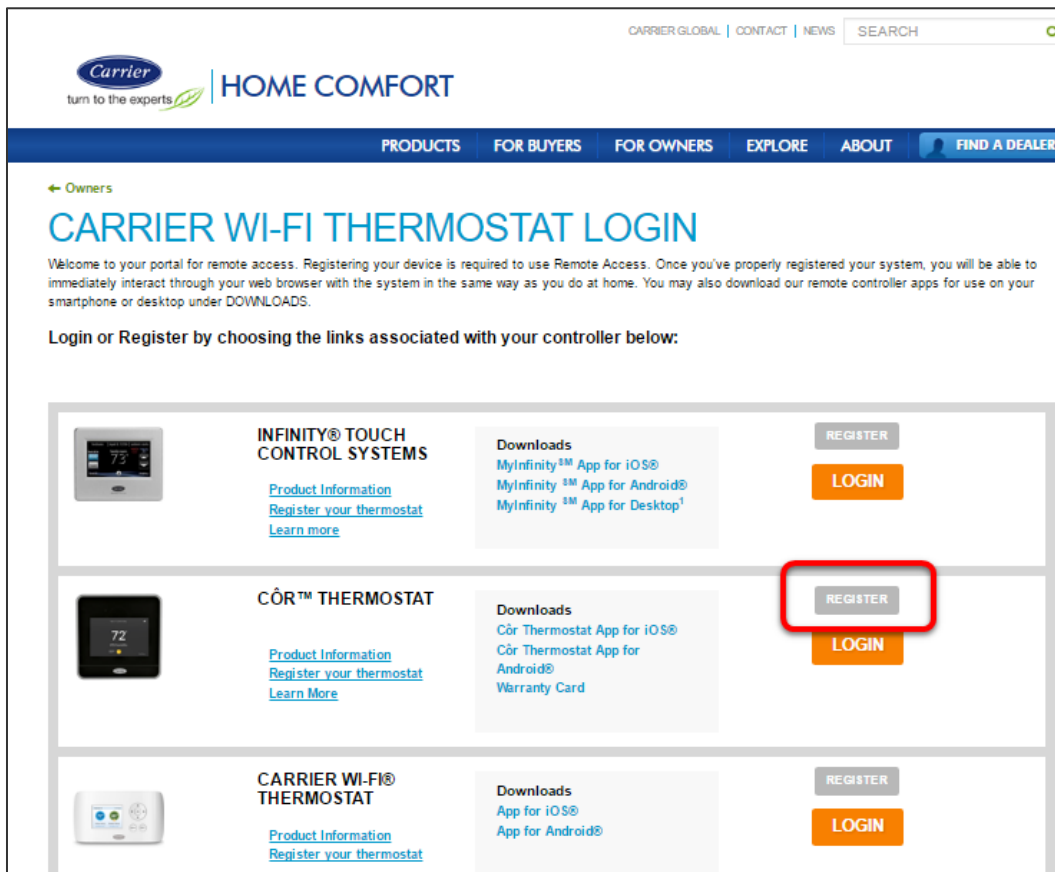 CARRIER GLOBAL | CONTACT | NEWS SEARCH
Carrier
turn to the experts
HOME COMFORT
PRODUCTS FOR BUYERS FOR OWNERS EXPLORE ABOUT FIND A DEALER
← Owners
CARRIER WI-FI THERMOSTAT LOGIN
Welcome to your portal for remote access. Registering your device is required to use Remote Access. Once you've properly registered your system, you will be able to
immediately interact through your web browser with the system in the same way as you do at home. You may also download our remote controller apps for use on your
smartphone or desktop under DOWNLOADS.
Login or Register by choosing the links associated with your controller below:
73
INFINITY® TOUCH
CONTROL SYSTEMS
Product Information
Register your thermostat
Learn more
Downloads
MyInfinity℠ App for iOS®
MyInfinity ℠ App for Android®
MyInfinity ℠ App for Desktop¹
REGISTER
LOGIN
72
CÔR™ THERMOSTAT
Product Information
Register your thermostat
Learn More
Downloads
Côr Thermostat App for iOS®
Côr Thermostat App for
Android®
Warranty Card
REGISTER
LOGIN
CARRIER WI-FI®
THERMOSTAT
Product Information
Register your thermostat
Downloads
App for iOS®
App for Android®
REGISTER
LOGIN